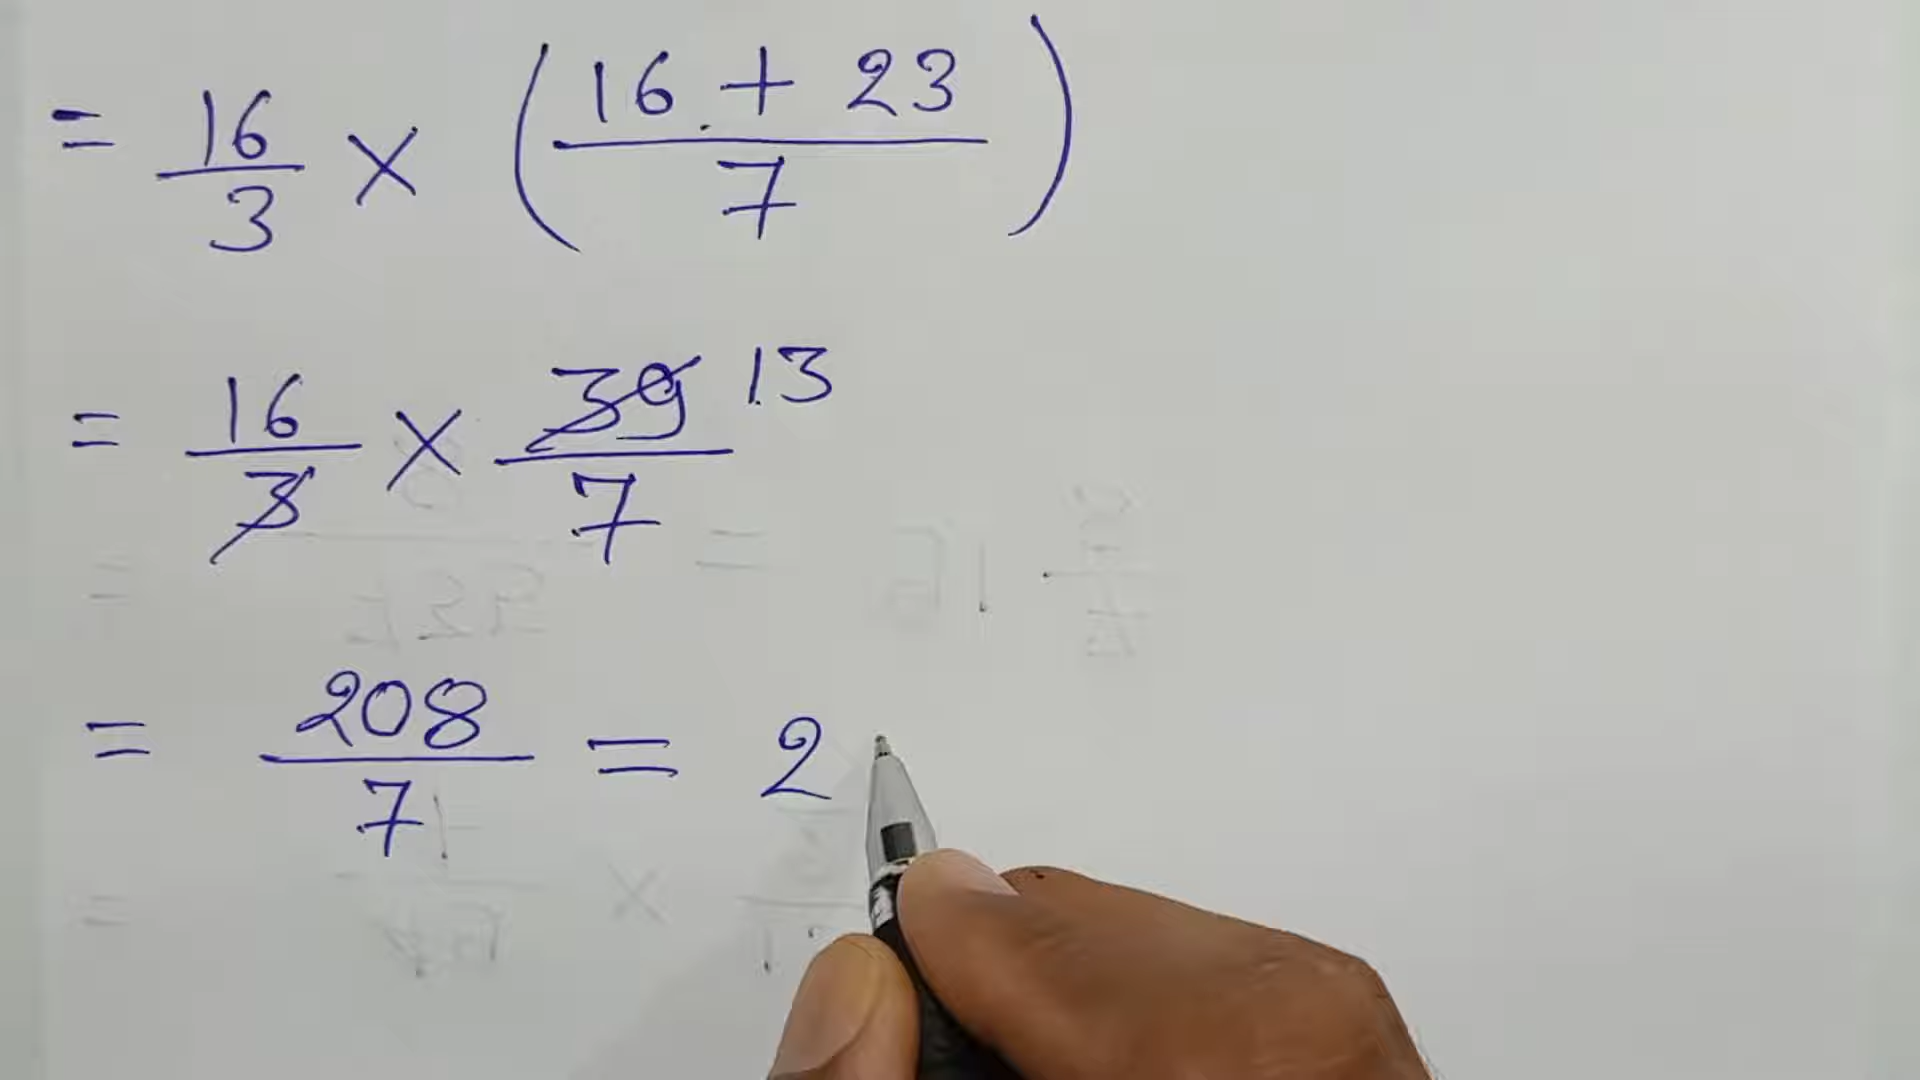 = 16/3 × (16 + 23 / 7)
= 16/3 × 39/7 13
= 208/7 = 2